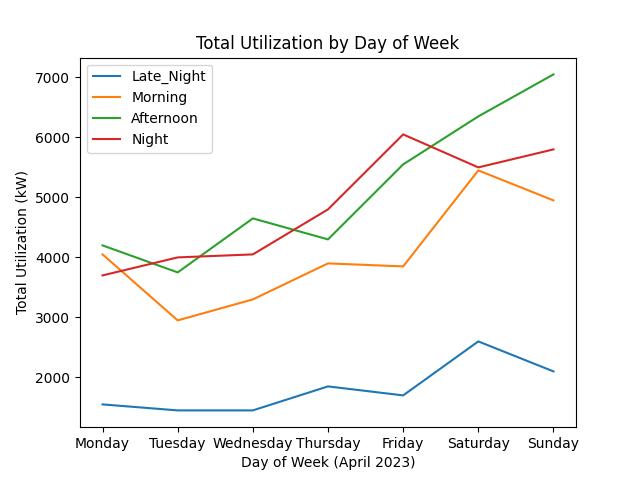 Total Utilization by Day of Week
Late_Night
Morning
Afternoon
Night
7000
6000
5000
4000
3000
2000
Total Utilization (kW)
Monday Tuesday Wednesday Thursday Friday Saturday Sunday
Day of Week (April 2023)